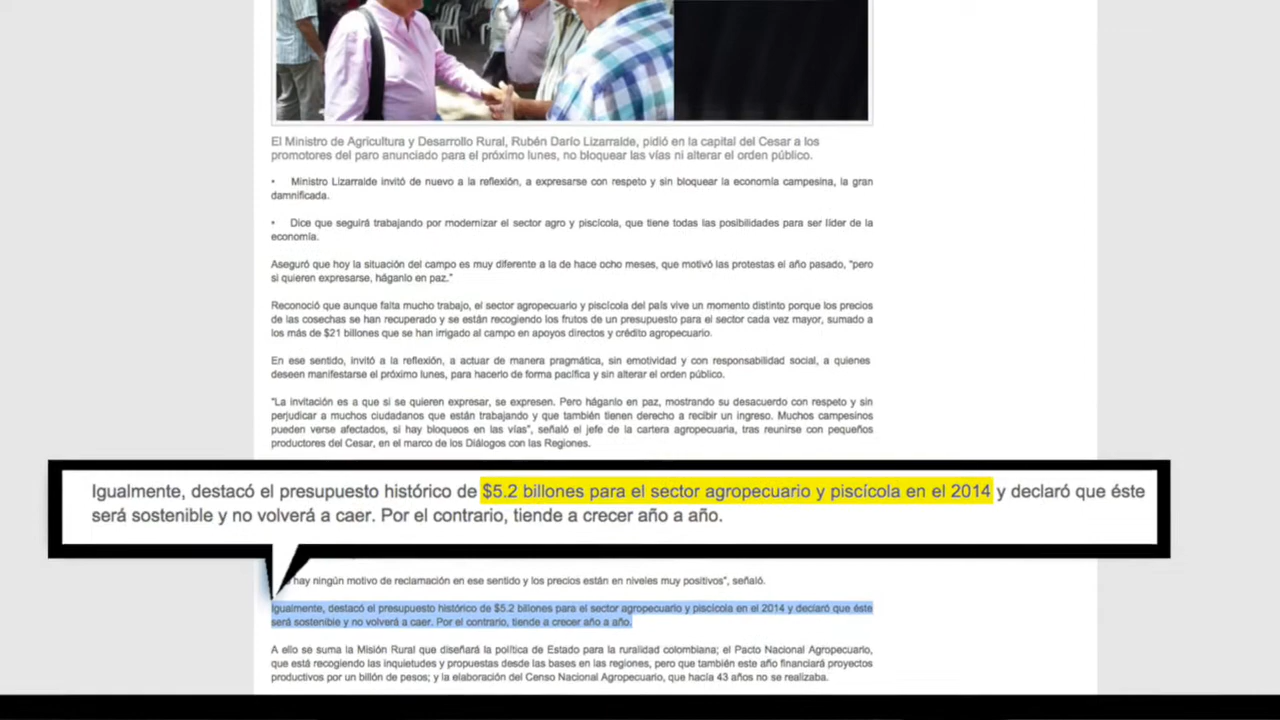 El Ministro de Agricultura y Desarrollo Rural, Rubén Darío Lizarralde, pidió en la capital del Cesar a los
promotores del paro anunciado para el próximo lunes, no bloquear las vías ni alterar el orden público.
• Ministro Lizarralde invitó de nuevo a la reflexión, a expresarse con respeto y sin bloquear la economía campesina, la gran
damnificada.
• Dice que seguirá trabajando por modernizar el sector agro y piscícola, que tiene todas las posibilidades para ser líder de la
economía.
Aseguró que hoy la situación del campo es muy diferente a la de hace ocho meses, que motivó las protestas el año pasado, "pero
si quieren expresarse, háganlo en paz."
Reconoció que aunque falta mucho trabajo, el sector agropecuario y piscícola del país vive un momento distinto porque los precios
de las cosechas se han recuperado y se están recogiendo los frutos de un presupuesto para el sector cada vez mayor, sumado a
los más de $21 billones que se han irrigado al campo en apoyos directos y crédito agropecuario.
En ese sentido, invitó a la reflexión, a actuar de manera pragmática, sin emotividad y con responsabilidad social, a quienes
deseen manifestarse el próximo lunes, para hacerlo de forma pacífica y sin alterar el orden público.
"La invitación es a que si se quieren expresar, se expresen. Pero háganlo en paz, mostrando su desacuerdo con respeto y sin
perjudicar a muchos ciudadanos que están trabajando y que también tienen derecho a recibir un ingreso. Muchos campesinos
pueden verse afectados, si hay bloqueos en las vías", señaló el jefe de la cartera agropecuaria, tras reunirse con pequeños
productores del Cesar, en el marco de los Diálogos con las Regiones.
Igualmente, destacó el presupuesto histórico de $5.2 billones para el sector agropecuario y piscícola en el 2014 y declaró que éste
será sostenible y no volverá a caer. Por el contrario, tiende a crecer año a año.
hay ningún motivo de reclamación en ese sentido y los precios están en niveles muy positivos", señaló.
Igualmente, destacó el presupuesto histórico de $5.2 billones para el sector agropecuario y piscícola en el 2014 y declaró que éste
será sostenible y no volverá a caer. Por el contrario, tiende a crecer año a año.
A ello se suma la Misión Rural que diseñará la política de Estado para la ruralidad colombiana; el Pacto Nacional Agropecuario,
que está recogiendo las inquietudes y propuestas desde las bases en las regiones, pero que también este año financiará proyectos
productivos por un billón de pesos; y la elaboración del Censo Nacional Agropecuario, que hacía 43 años no se realizaba.